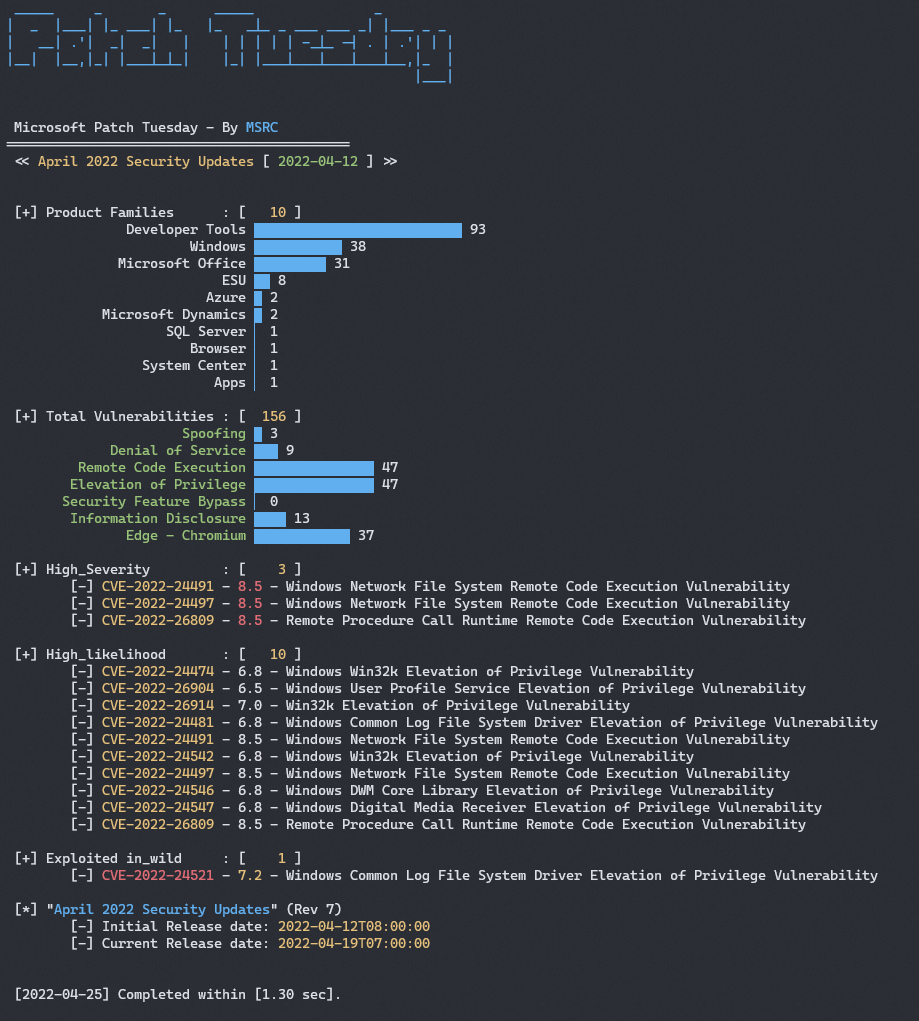 Patch Tuesday
Microsoft Patch Tuesday - By MSRC
<< April 2022 Security Updates [ 2022-04-12 ] >>
[+] Product Families : [ 10 ]
Developer Tools 93
Windows 38
Microsoft Office 31
ESU 8
Azure 2
Microsoft Dynamics 2
SQL Server 1
Browser 1
System Center 1
Apps 1
[+] Total Vulnerabilities : [ 156 ]
Spoofing 3
Denial of Service 9
Remote Code Execution 47
Elevation of Privilege 47
Security Feature Bypass 0
Information Disclosure 13
Edge - Chromium 37
[+] High_Severity : [ 3 ]
[-] CVE-2022-24491 - 8.5 - Windows Network File System Remote Code Execution Vulnerability
[-] CVE-2022-24497 - 8.5 - Windows Network File System Remote Code Execution Vulnerability
[-] CVE-2022-26809 - 8.5 - Remote Procedure Call Runtime Remote Code Execution Vulnerability
[+] High_likelihood : [ 10 ]
[-] CVE-2022-24474 - 6.8 - Windows Win32k Elevation of Privilege Vulnerability
[-] CVE-2022-26904 - 6.5 - Windows User Profile Service Elevation of Privilege Vulnerability
[-] CVE-2022-26914 - 7.0 - Win32k Elevation of Privilege Vulnerability
[-] CVE-2022-24481 - 6.8 - Windows Common Log File System Driver Elevation of Privilege Vulnerability
[-] CVE-2022-24491 - 8.5 - Windows Network File System Remote Code Execution Vulnerability
[-] CVE-2022-24542 - 6.8 - Windows Win32k Elevation of Privilege Vulnerability
[-] CVE-2022-24497 - 8.5 - Windows Network File System Remote Code Execution Vulnerability
[-] CVE-2022-24546 - 6.8 - Windows DWM Core Library Elevation of Privilege Vulnerability
[-] CVE-2022-24547 - 6.8 - Windows Digital Media Receiver Elevation of Privilege Vulnerability
[-] CVE-2022-26809 - 8.5 - Remote Procedure Call Runtime Remote Code Execution Vulnerability
[+] Exploited in_wild : [ 1 ]
[-] CVE-2022-24521 - 7.2 - Windows Common Log File System Driver Elevation of Privilege Vulnerability
[*] "April 2022 Security Updates" (Rev 7)
[-] Initial Release date: 2022-04-12T08:00:00
[-] Current Release date: 2022-04-19T07:00:00
[2022-04-25] Completed within [1.30 sec].